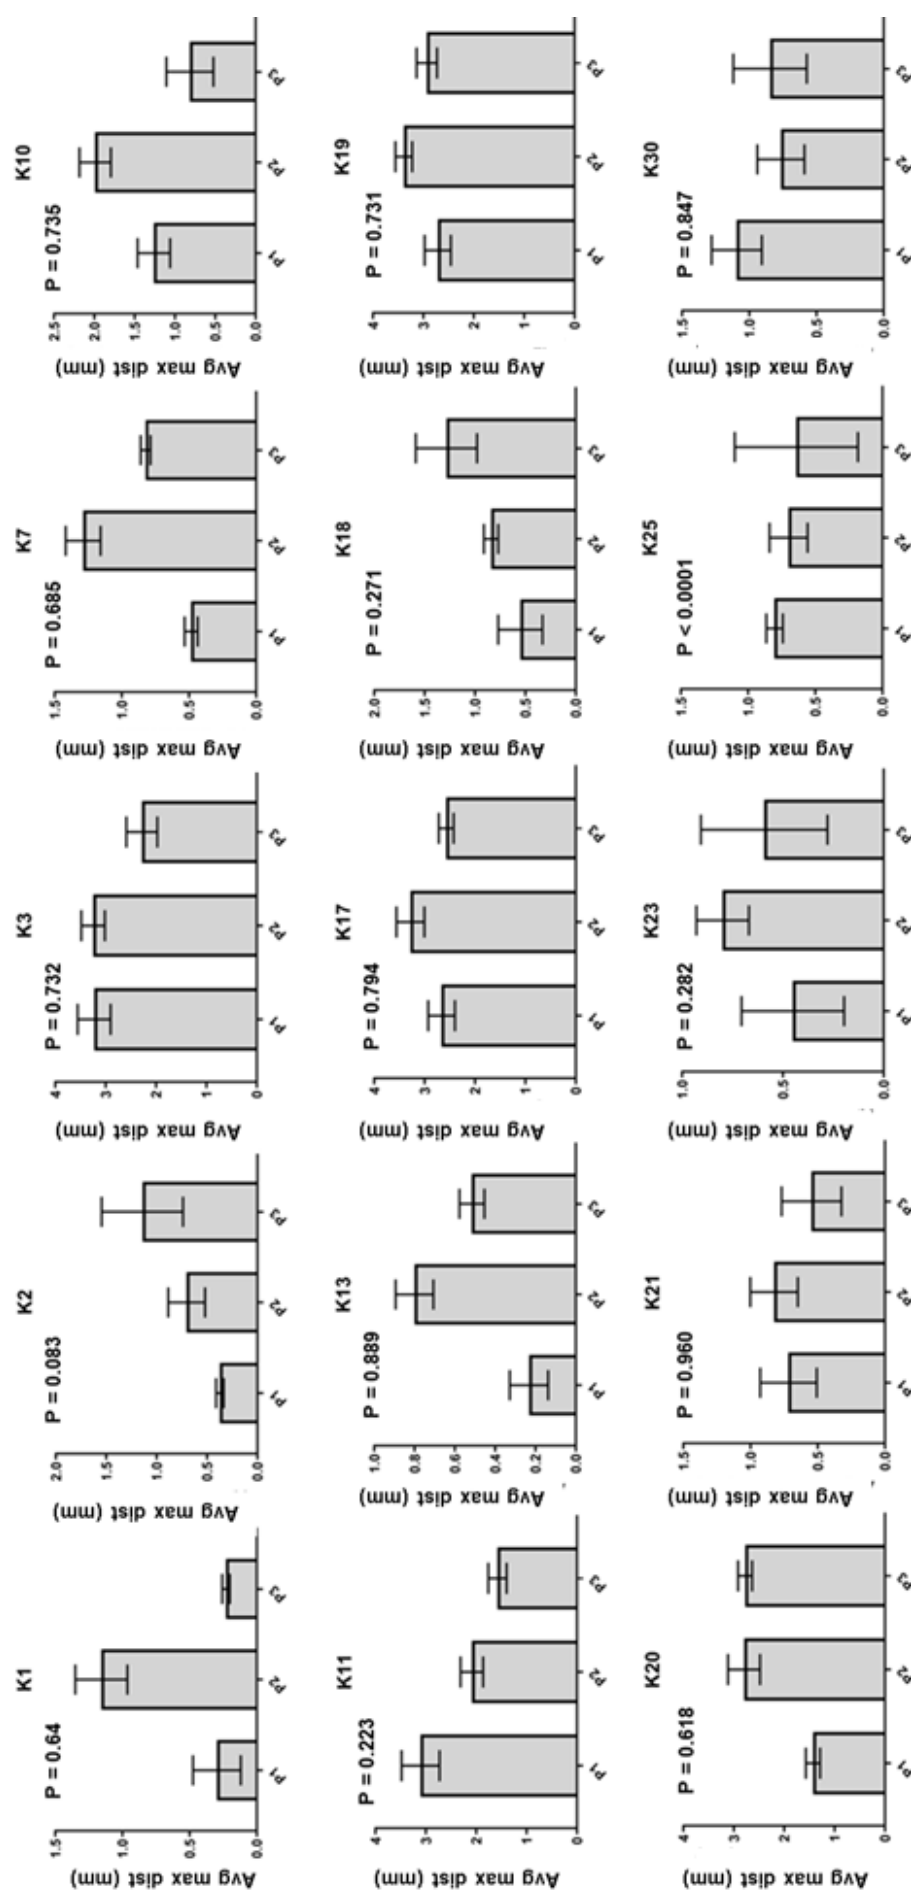 K1
P = 0.64
Avg max dist (mm)
1.5
1.0
0.5
0.0
P1
P2
P3
K2
P = 0.083
Avg max dist (mm)
2.0
1.5
1.0
0.5
0.0
P1
P2
P3
K3
P = 0.732
Avg max dist (mm)
4
3
2
1
0
P1
P2
P3
K7
P = 0.685
Avg max dist (mm)
1.5
1.0
0.5
0.0
P1
P2
P3
K10
P = 0.735
Avg max dist (mm)
2.5
2.0
1.5
1.0
0.5
0.0
P1
P2
P3
K11
P = 0.223
Avg max dist (mm)
4
3
2
1
0
P1
P2
P3
K13
P = 0.889
Avg max dist (mm)
1.0
0.8
0.6
0.4
0.2
0.0
P1
P2
P3
K17
P = 0.794
Avg max dist (mm)
4
3
2
1
0
P1
P2
P3
K18
P = 0.271
Avg max dist (mm)
2.0
1.5
1.0
0.5
0.0
P1
P2
P3
K19
P = 0.731
Avg max dist (mm)
4
3
2
1
0
P1
P2
P3
K20
P = 0.618
Avg max dist (mm)
4
3
2
1
0
P1
P2
P3
K21
P = 0.960
Avg max dist (mm)
1.5
1.0
0.5
0.0
P1
P2
P3
K23
P = 0.282
Avg max dist (mm)
1.0
0.5
0.0
P1
P2
P3
K25
P < 0.0001
Avg max dist (mm)
1.5
1.0
0.5
0.0
P1
P2
P3
K30
P = 0.847
Avg max dist (mm)
1.5
1.0
0.5
0.0
P1
P2
P3